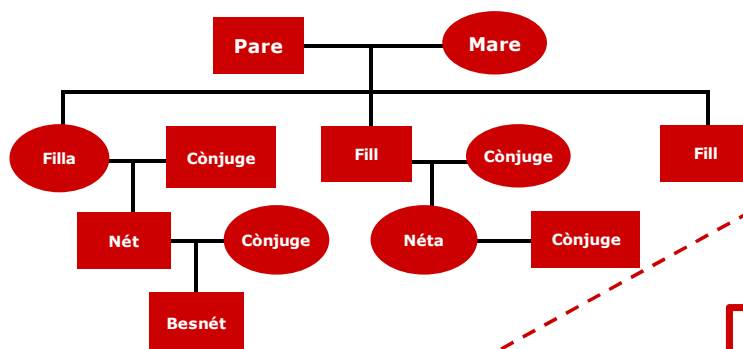 Pare
Mare
Filla
Cònjuge
Fill
Cònjuge
Fill
Nét
Cònjuge
Néta
Cònjuge
Besnét